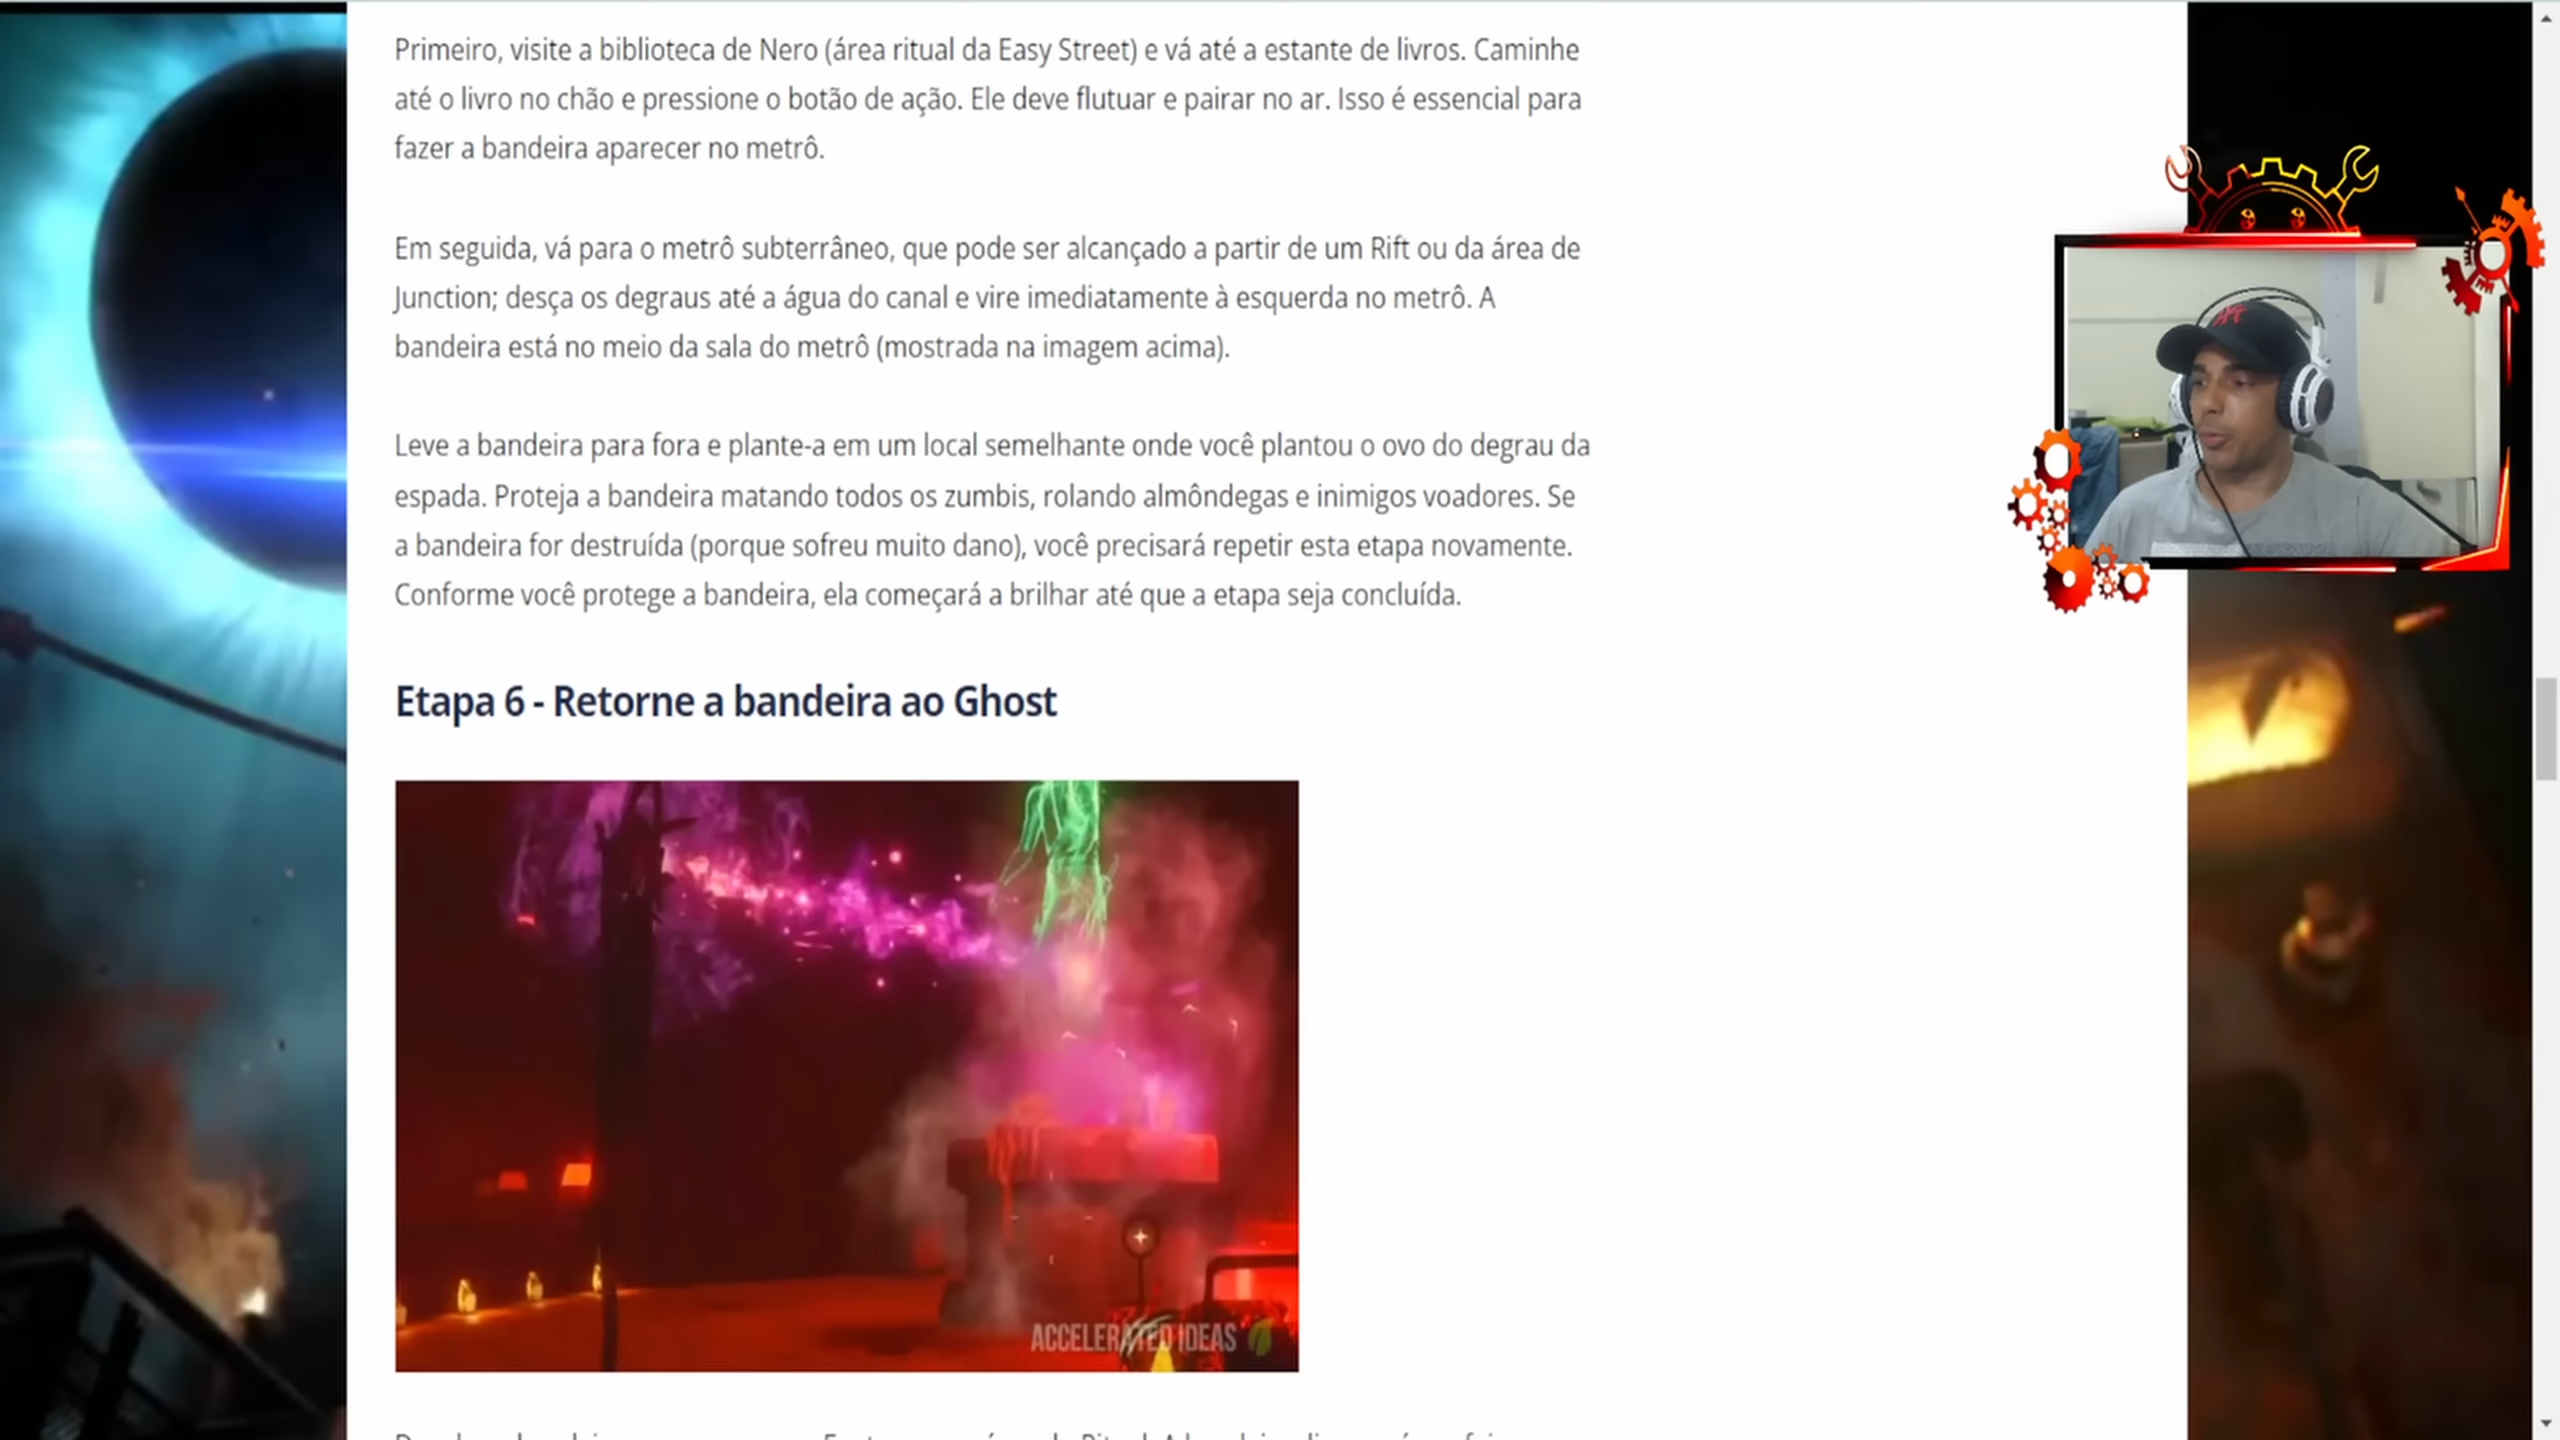 Primeiro, visite a biblioteca de Nero (área ritual da Easy Street) e vá até a estante de livros. Caminhe
até o livro no chão e pressione o botão de ação. Ele deve flutuar e pairar no ar. Isso é essencial para
fazer a bandeira aparecer no metrô.
Em seguida, vá para o metrô subterrâneo, que pode ser alcançado a partir de um Rift ou da área de
Junction; desça os degraus até a água do canal e vire imediatamente à esquerda no metrô. A
bandeira está no meio da sala do metrô (mostrada na imagem acima).
Leve a bandeira para fora e plante-a em um local semelhante onde você plantou o ovo do degrau da
espada. Proteja a bandeira matando todos os zumbis, rolando almôndegas e inimigos voadores. Se
a bandeira for destruída (porque sofreu muito dano), você precisará repetir esta etapa novamente.
Conforme você protege a bandeira, ela começará a brilhar até que a etapa seja concluída.
Etapa 6 - Retorne a bandeira ao Ghost
ACCELERATED IDEAS